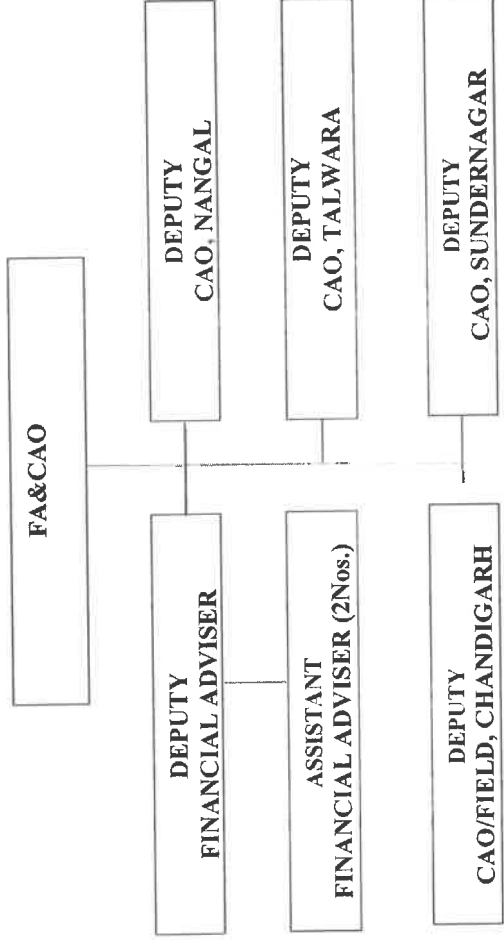 FA&CAO
DEPUTY
FINANCIAL ADVISER
DEPUTY
CAO, NANGAL
ASSISTANT
FINANCIAL ADVISER (2Nos.)
DEPUTY
CAO, TALWARA
DEPUTY
CAO/FIELD, CHANDIGARH
DEPUTY
CAO, SUNDERNAGAR